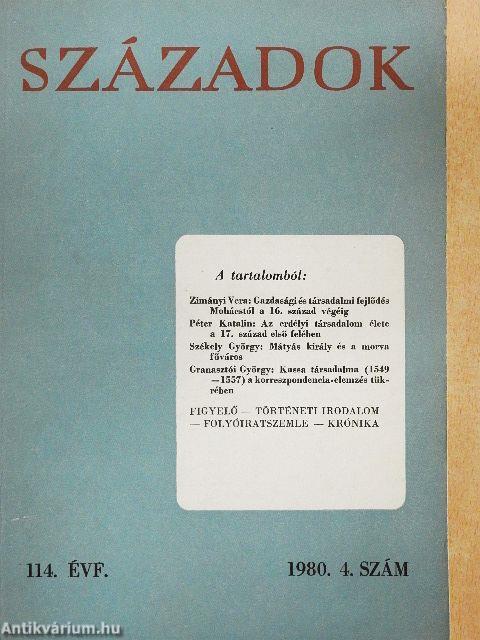 SZÁZADOK
A tartalomból:
Zimányi Vera: Gazdasági és társadalmi fejlődés
Mohácstól a 16. század végéig
Péter Katalin: Az erdélyi társadalom élete
a 17. század első felében
Székely György: Mátyás király és a morva
főváros
Granasztói György: Kassa társadalma (1549
—1557) a korreszpondencia-elemzés tük-
rében
FIGYELŐ — TÖRTÉNETI IRODALOM
— FOLYÓIRATSZEMLE — KRÓNIKA
114. ÉVF.
1980. 4. SZÁM
Antikvárium.hu